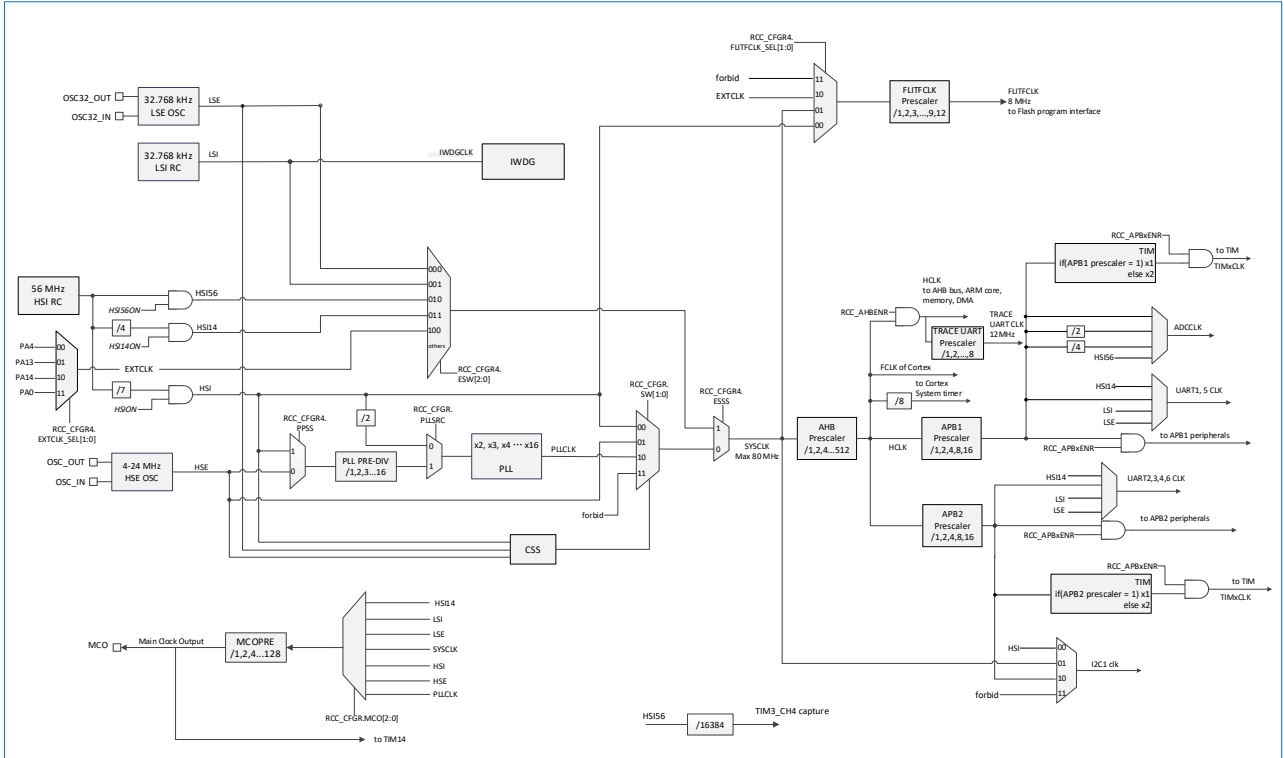 RCC_CFGR4.
FLITFCLK_SEL[1:0]
forbid
EXTCLK
11
10
01
00
FLITFCLK
Prescaler
/1,2,3,...,9,12
FLITFCLK
8 MHz
to Flash program interface
OSC32_OUT
OSC32_IN
32.768 kHz
LSE OSC
LSE
32.768 kHz
LSI RC
LSI
IWDGCLK
IWDG
56 MHz
HSI RC
HSI56ON
HSI56
/4
HSI14ON
HSI14
PA4
PA13
PA14
PA0
00
01
10
11
EXTCLK
RCC_CFGR4.
EXTCLK_SEL[1:0]
/7
HSION
HSI
000
001
010
011
100
others
RCC_CFGR4.
ESW[2:0]
OSC_OUT
OSC_IN
4-24 MHz
HSE OSC
HSE
RCC_CFGR4.
PPSS
1
0
PLL PRE-DIV
/1,2,3...16
/2
RCC_CFGR.
PLLSRC
0
1
x2, x3, x4 ··· x16
PLL
PLLCLK
RCC_CFGR.
SW[1:0]
00
01
10
11
forbid
RCC_CFGR4.
ESSS
1
0
SYSCLK
Max 80 MHz
CSS
AHB
Prescaler
/1,2,4...512
HCLK
RCC_AHBENR
HCLK
to AHB bus, ARM core,
memory, DMA
TRACE UART
Prescaler
/1,2,...,8
TRACE
UART CLK
12MHz
FCLK of Cortex
/8
to Cortex
System timer
APB1
Prescaler
/1,2,4,8,16
APB2
Prescaler
/1,2,4,8,16
RCC_APBxENR
TIM
if(APB1 prescaler = 1) x1
else x2
to TIM
TIMxCLK
/2
/4
HSI56
ADCCLK
HSI14
LSI
LSE
UART1, 5 CLK
RCC_APBxENR
to APB1 peripherals
HSI14
LSI
LSE
UART2,3,4,6 CLK
RCC_APBxENR
to APB2 peripherals
RCC_APBxENR
TIM
if(APB2 prescaler = 1) x1
else x2
to TIM
TIMxCLK
HSI
forbid
00
01
10
11
I2C1 clk
MCO
Main Clock Output
MCOPRE
/1,2,4...128
HSI14
LSI
LSE
SYSCLK
HSI
HSE
PLLCLK
RCC_CFGR.MCO[2:0]
to TIM14
HSI56
/16384
TIM3_CH4 capture